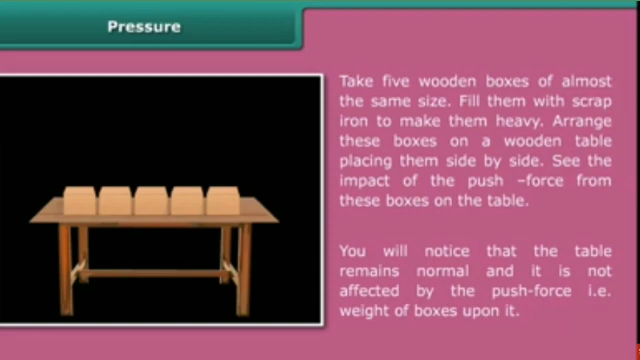 Pressure
Take five wooden boxes of almost
the same size. Fill them with scrap
iron to make them heavy. Arrange
these boxes on a wooden table
placing them side by side. See the
impact of the push –force from
these boxes on the table.
You will notice that the table
remains normal and it is not
affected by the push-force i.e.
weight of boxes upon it.